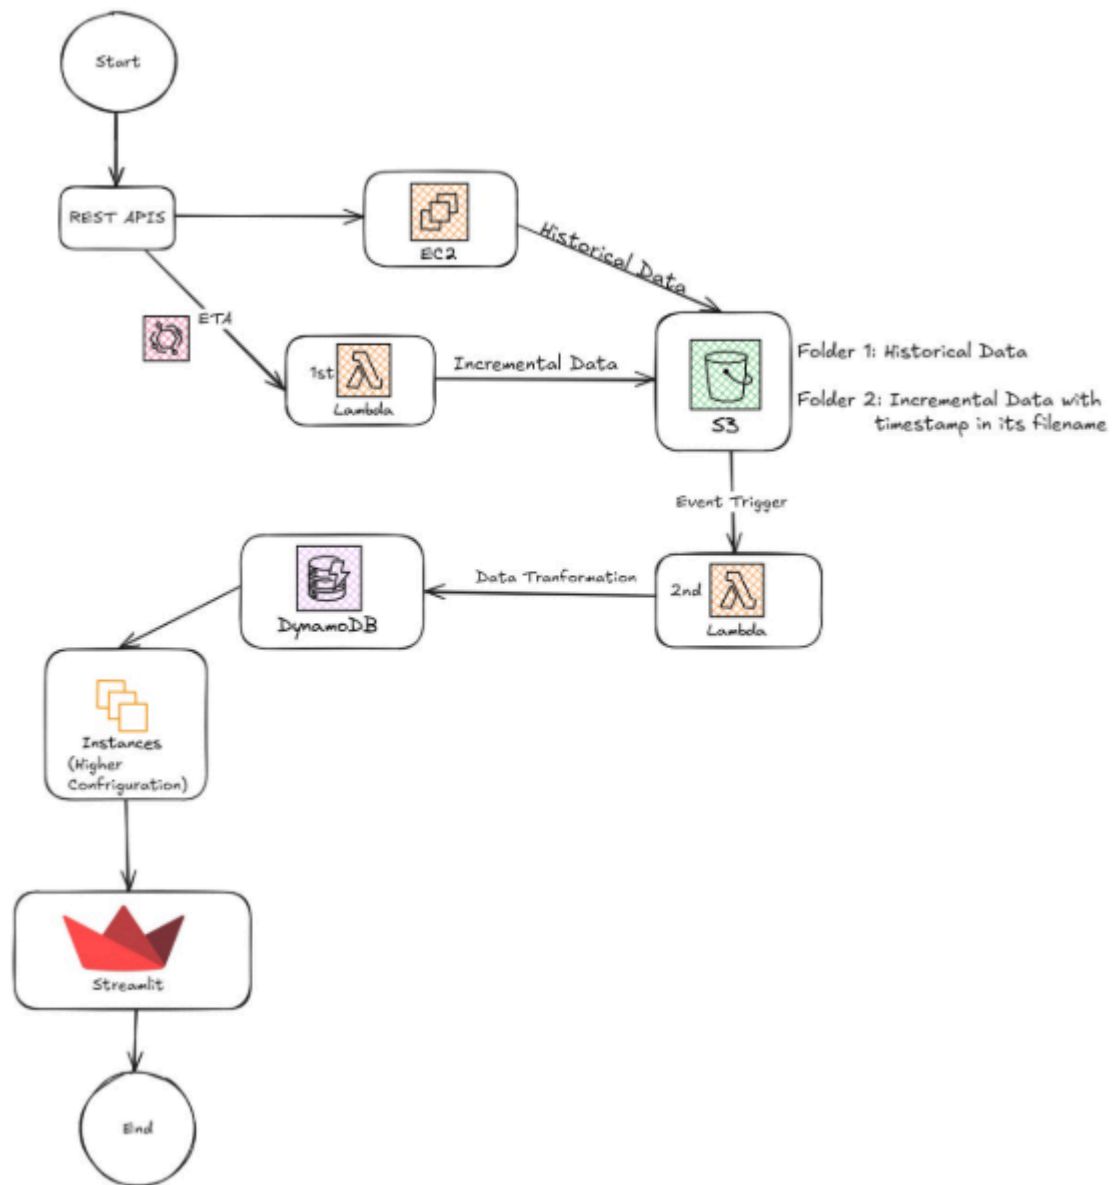 Start
REST APIS
EC2
Historical Data
ETA
1st
Lambda
Incremental Data
S3
Folder 1: Historical Data
Folder 2: Incremental Data with
timestamp in its filename
Event Trigger
2nd
Lambda
Data Tranformation
DynamoDB
Instances
(Higher
Confriguration)
Streamlit
End